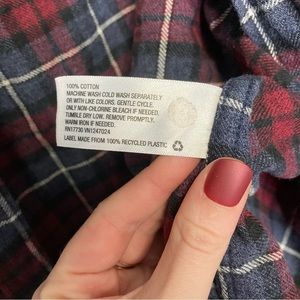 100% COTTON
MACHINE WASH COLD WASH SEPARATELY
OR WITH LIKE COLORS. GENTLE CYCLE.
ONLY NON-CHLORINE BLEACH IF NEEDED.
TUMBLE DRY LOW. REMOVE PROMPTLY.
WARM IRON IF NEEDED.
RN17730 VN1247024
LABEL MADE FROM 100% RECYCLED PLASTIC